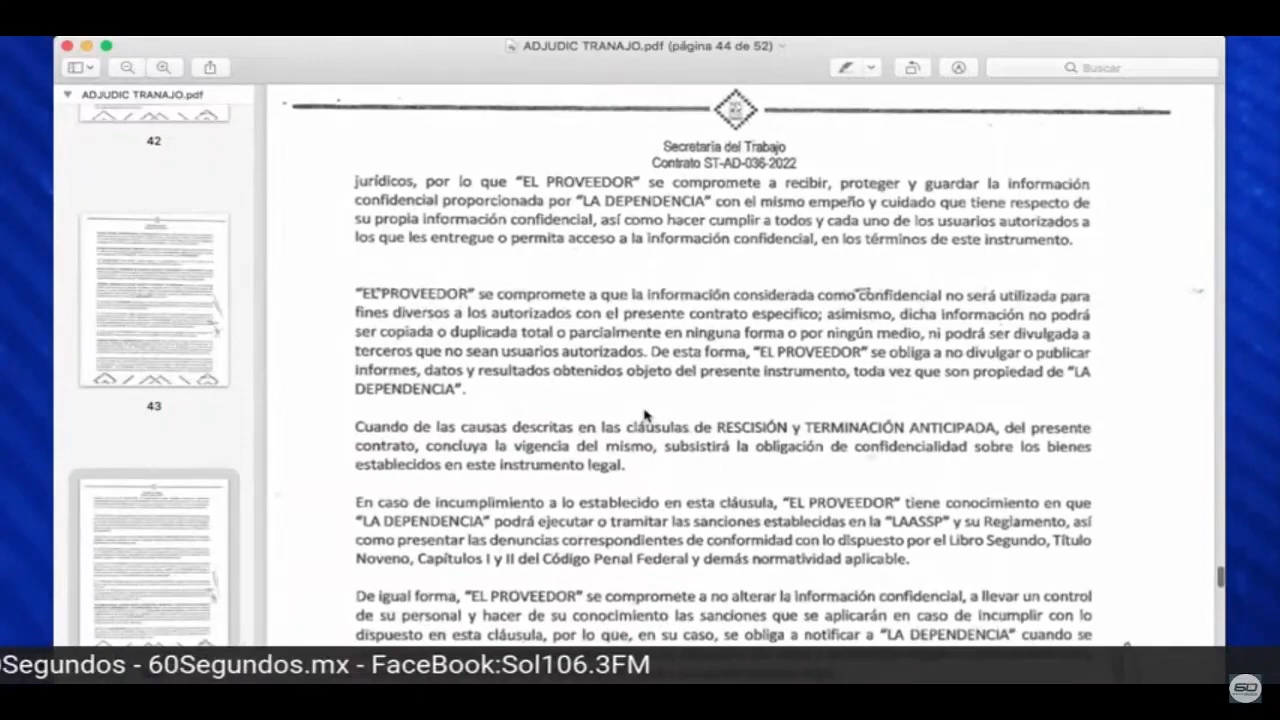 ADJUDIC TRANAJO.pdf (página 44 de 52)
Buscar
ADJUDIC TRANAJO.pdf
42
43
Secretaria del Trabajo
Contrato ST-AD-036-2022
jurídicos, por lo que "EL PROVEEDOR" se compromete a recibir, proteger y guardar la información
confidencial proporcionada por "LA DEPENDENCIA" con el mismo empeño y cuidado que tiene respecto de
su propia información confidencial, así como hacer cumplir a todos y cada uno de los usuarios autorizados a
los que les entregue o permita acceso a la información confidencial, en los términos de este instrumento.
"EL PROVEEDOR" se compromete a que la información considerada como confidencial no será utilizada para
fines diversos a los autorizados con el presente contrato especifico; asimismo, dicha información no podrá
ser copiada o duplicada total o parcialmente en ninguna forma o por ningún medio, ni podrá ser divulgada a
terceros que no sean usuarios autorizados. De esta forma, "EL PROVEEDOR" se obliga a no divulgar o publicar
informes, datos y resultados obtenidos objeto del presente instrumento, toda vez que son propiedad de "LA
DEPENDENCIA".
Cuando de las causas descritas en las cláusulas de RESCISIÓN y TERMINACIÓN ANTICIPADA, del presente
contrato, concluya la vigencia del mismo, subsistirá la obligación de confidencialidad sobre los bienes
establecidos en este instrumento legal.
En caso de incumplimiento a lo establecido en esta cláusula, "EL PROVEEDOR" tiene conocimiento en que
"LA DEPENDENCIA" podrá ejecutar o tramitar las sanciones establecidas en la "LAASSP" y su Reglamento, así
como presentar las denuncias correspondientes de conformidad con lo dispuesto por el Libro Segundo, Título
Noveno, Capítulos I y II del Código Penal Federal y demás normatividad aplicable.
De igual forma, "EL PROVEEDOR" se compromete a no alterar la información confidencial, a llevar un control
de su personal y hacer de su conocimiento las sanciones que se aplicarán en caso de incumplir con lo
dispuesto en esta cláusula, por lo que, en su caso, se obliga a notificar a "LA DEPENDENCIA" cuando se
0Segundos - 60Segundos.mx - FaceBook:Sol106.3FM
60